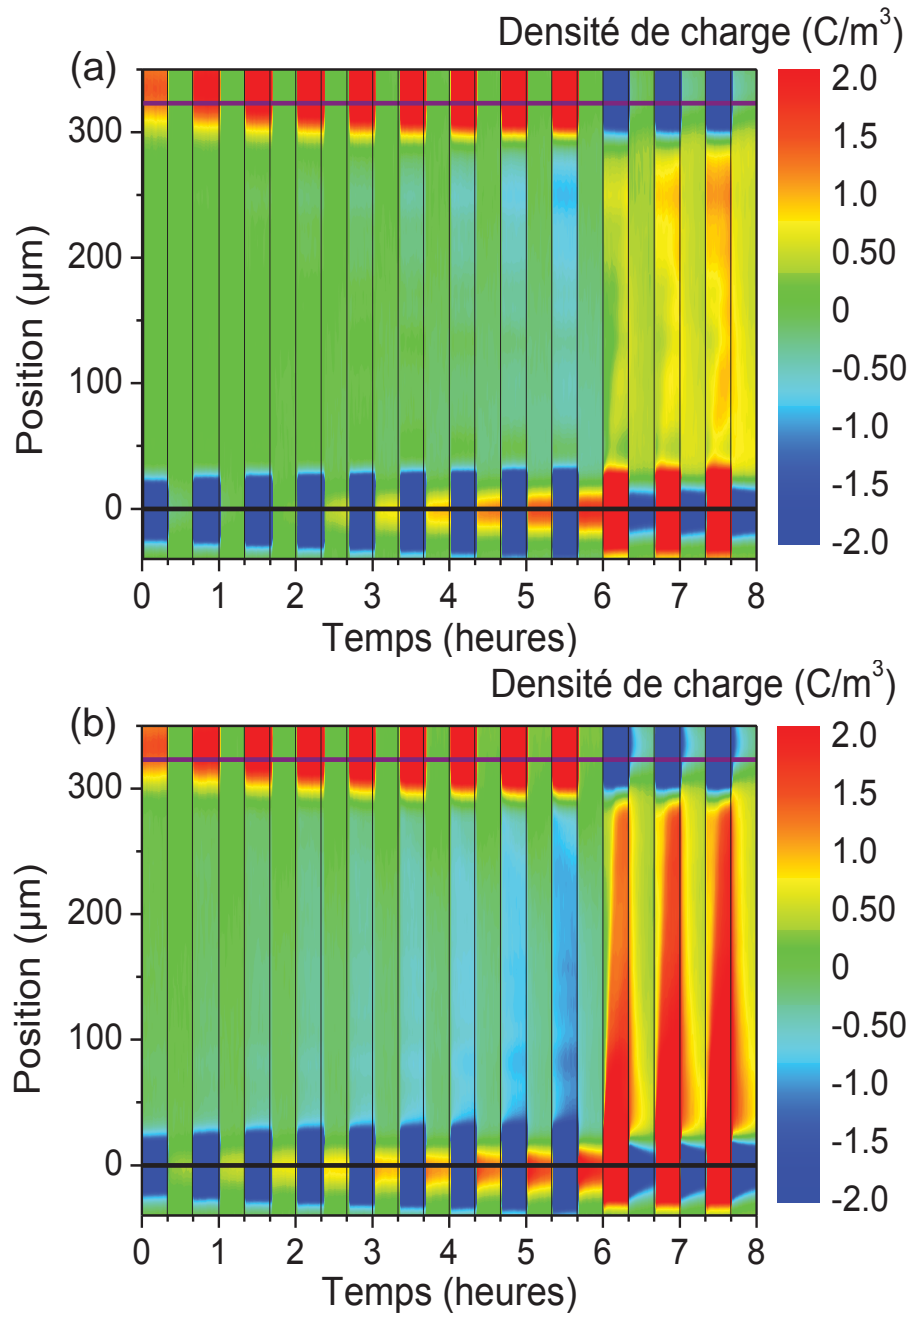 Densité de charge (C/m³)
(a)
2.0
1.5
1.0
0.50
0
-0.50
-1.0
-1.5
-2.0
300
200
100
0
Position (µm)
0 1 2 3 4 5 6 7 8
Temps (heures)
Densité de charge (C/m³)
(b)
2.0
1.5
1.0
0.50
0
-0.50
-1.0
-1.5
-2.0
300
200
100
0
Position (µm)
0 1 2 3 4 5 6 7 8
Temps (heures)